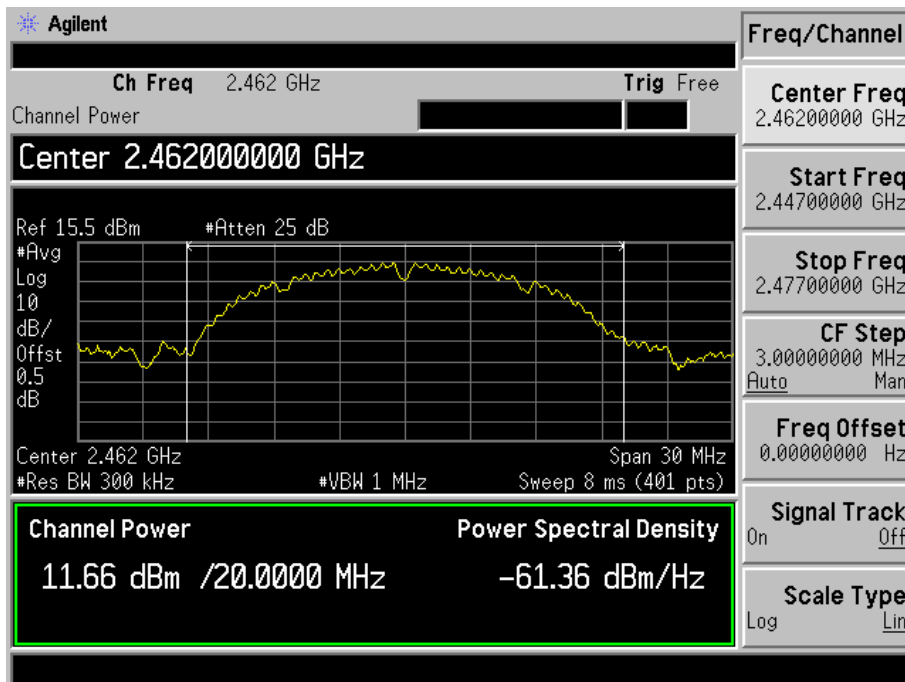 Agilent
Ch Freq 2.462 GHz Trig Free
Channel Power
Center 2.462000000 GHz
Ref 15.5 dBm #Atten 25 dB
#Avg
Log
10
dB/
Offst
0.5
dB
Center 2.462 GHz Span 30 MHz
#Res BW 300 kHz #VBW 1 MHz Sweep 8 ms (401 pts)
Channel Power Power Spectral Density
11.66 dBm /20.0000 MHz -61.36 dBm/Hz
Freq/Channel
Center Freq
2.46200000 GHz
Start Freq
2.44700000 GHz
Stop Freq
2.47700000 GHz
CF Step
3.00000000 MHz
Auto Man
Freq Offset
0.00000000 Hz
Signal Track
On Off
Scale Type
Log Lin